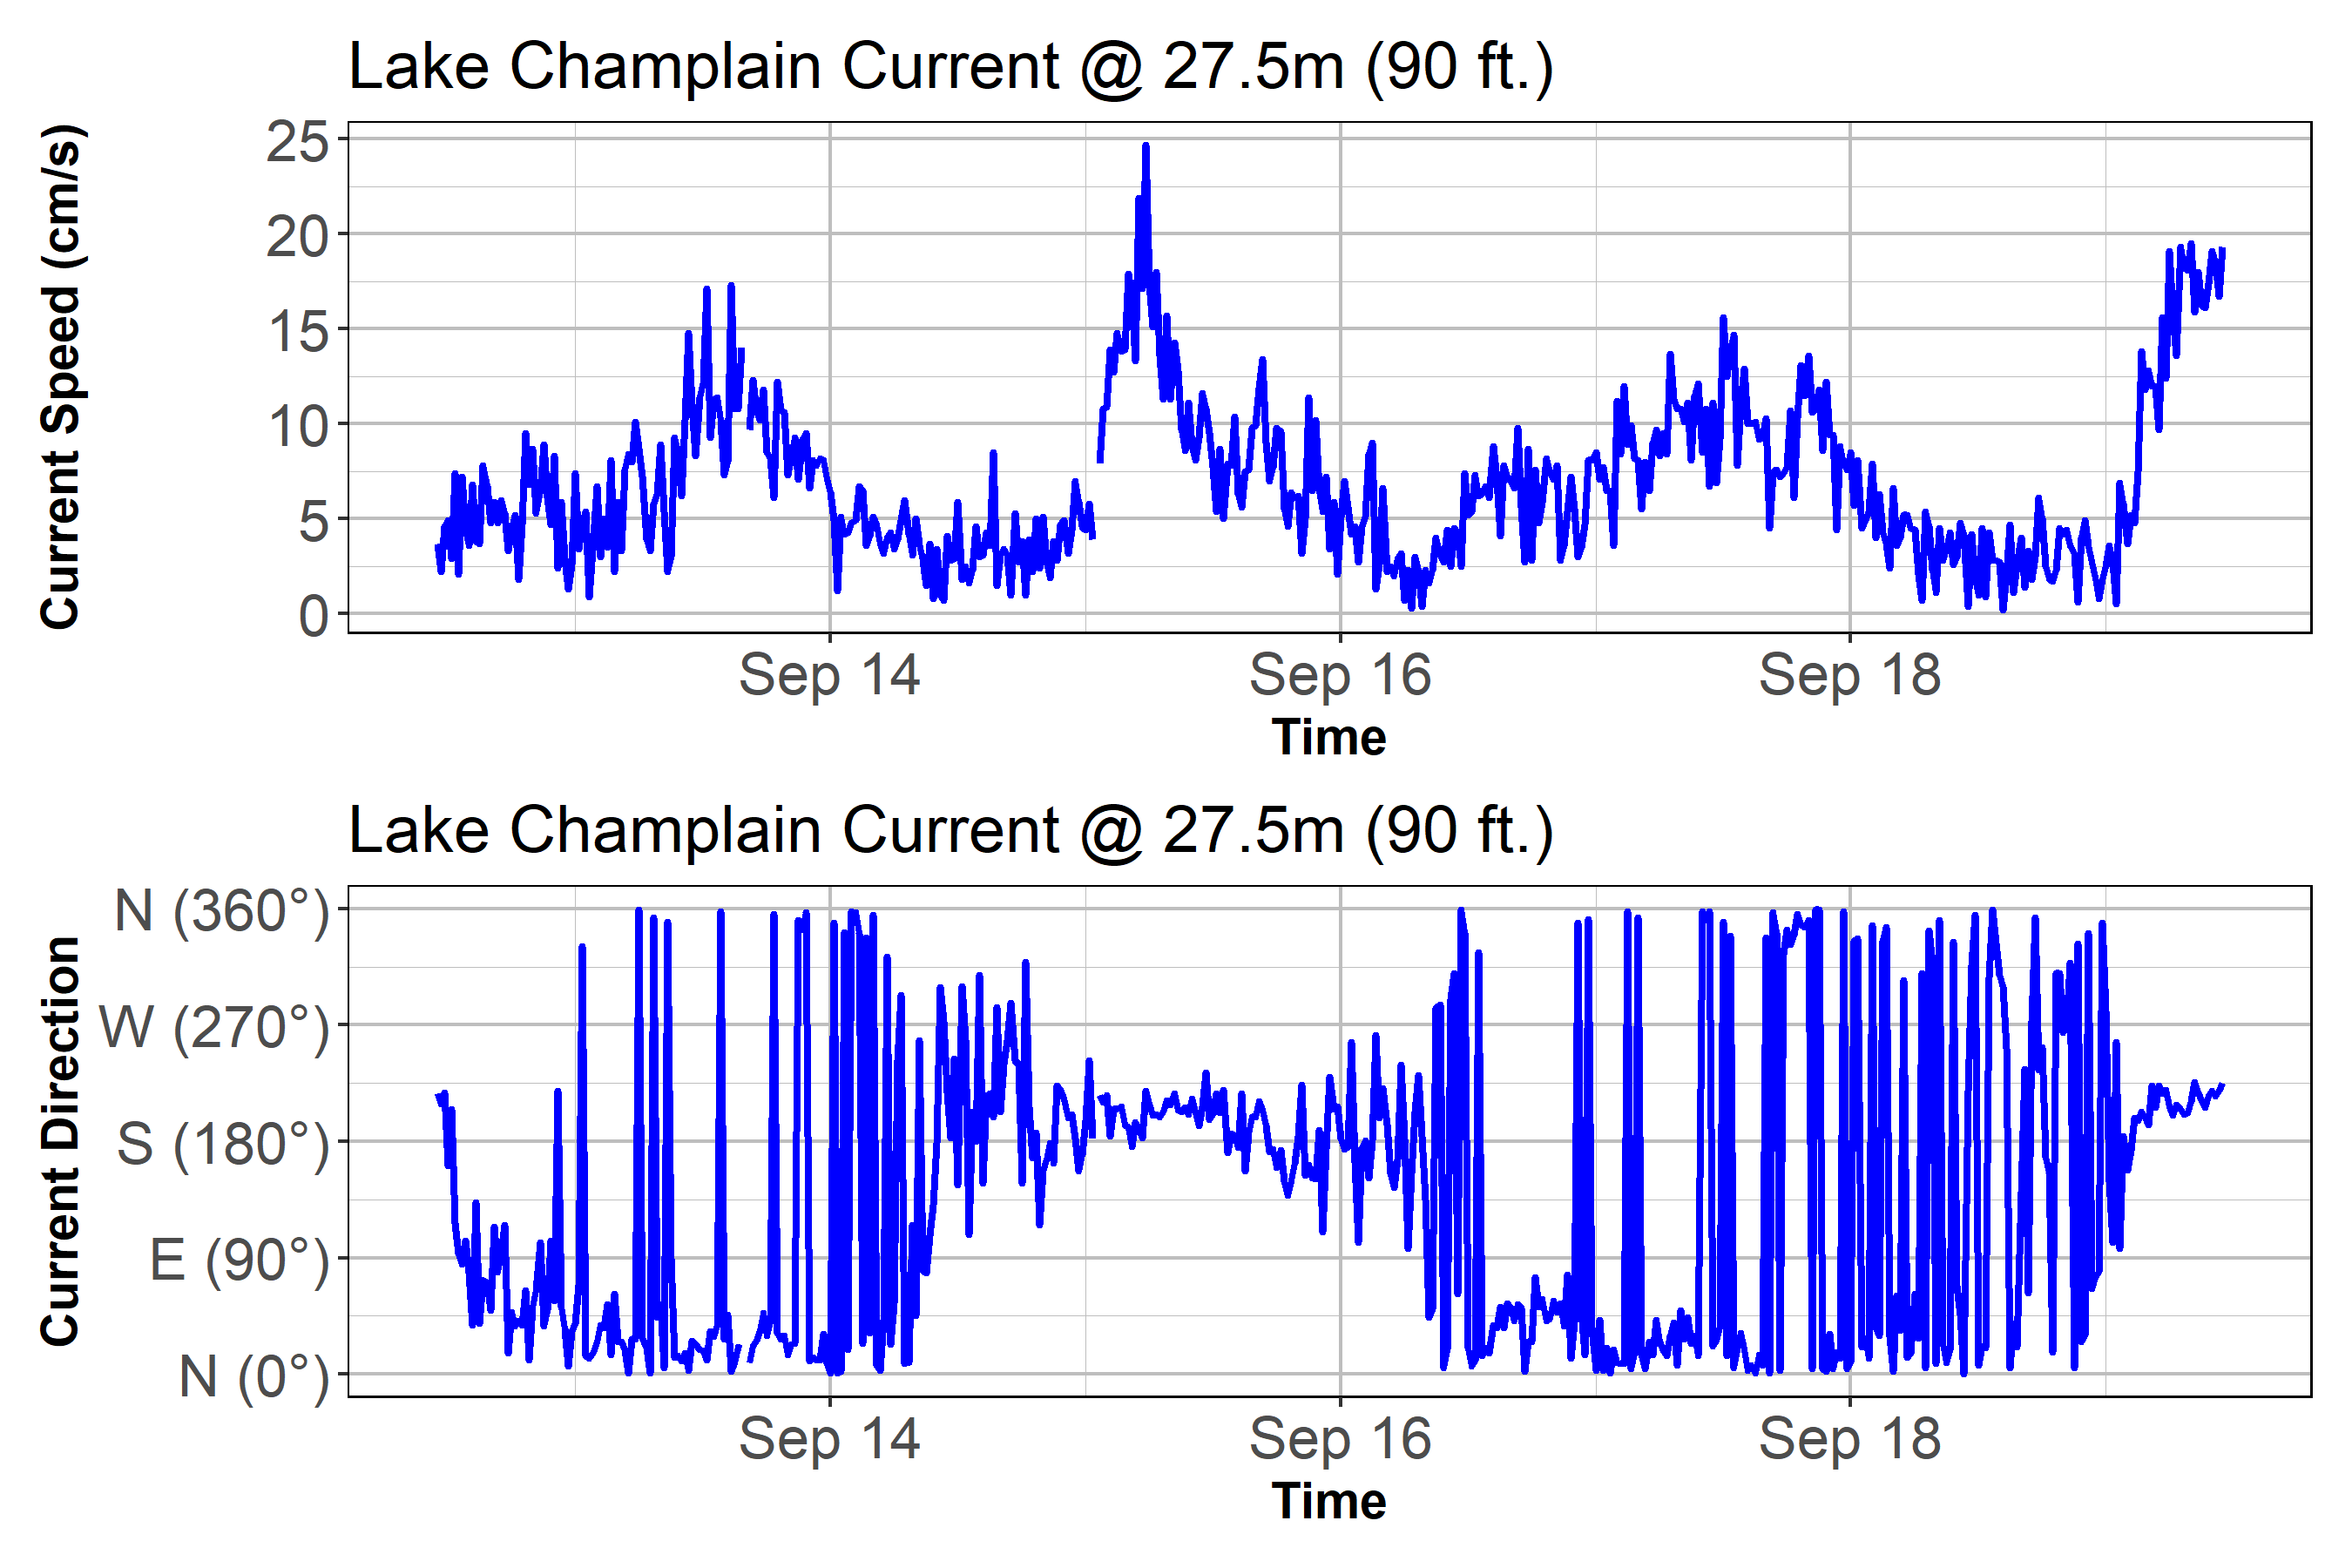 Lake Champlain Current @ 27.5m (90 ft.)
Current Speed (cm/s)
25
20
15
10
5
0
Sep 14 Sep 16 Sep 18
Time
Lake Champlain Current @ 27.5m (90 ft.)
Current Direction
N (360°)
W (270°)
S (180°)
E (90°)
N (0°)
Sep 14 Sep 16 Sep 18
Time